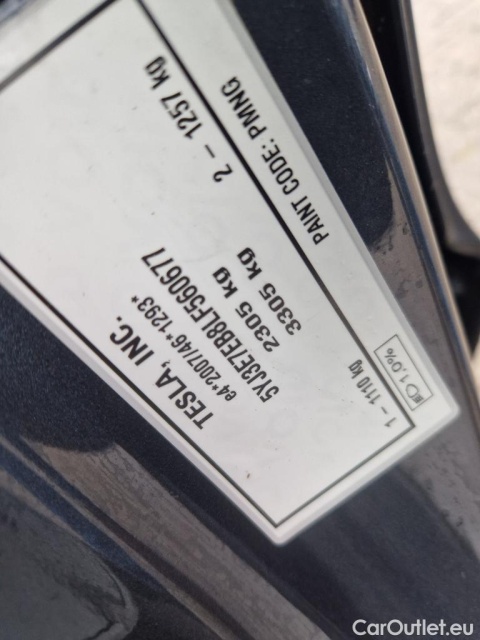 TESLA, INC.
e4*2007/46*1293*
5YJ3E7EB8LF560677
2305 kg
3305 kg
1 – 1110 kg
2 – 1257 kg
D 1,0%
PAINT CODE: PMNG
CarOutlet.eu